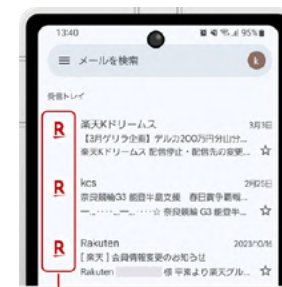 13:40
95%
メールを検索
k
受信トレイ
R
楽天Kドリームス
3月3日
【3月ゲリラ企画】デルカ200万円分山分...
楽天Kドリームス 配信停止・配信先の変更...
R
kcs
2月25日
奈良競輪G3 能登半島支援 春日賞争覇戦...
奈良競輪 G3 能登半...
R
Rakuten
2023/10/16
[楽天] 会員情報変更のお知らせ
Rakuten 様 平素より楽天グル...